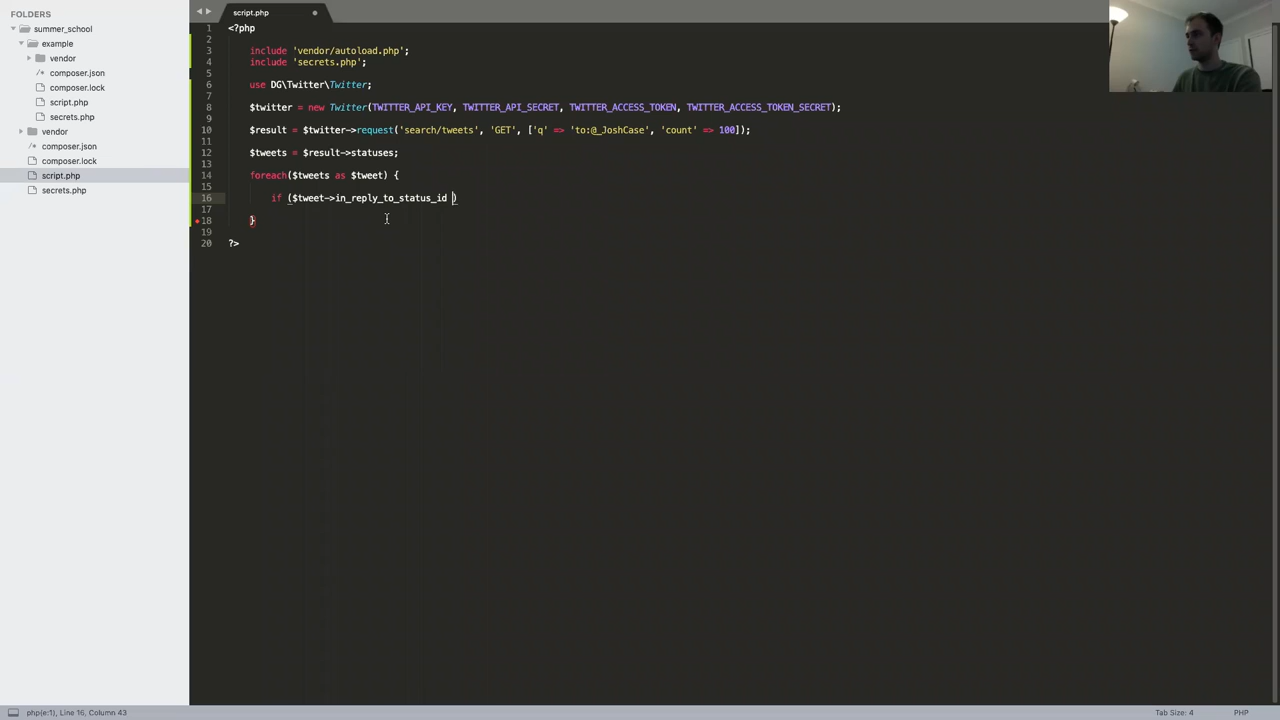 FOLDERS
summer_school
example
vendor
composer.json
composer.lock
script.php
secrets.php
vendor
composer.json
composer.lock
script.php
secrets.php
script.php
1 <?php
2
3 include 'vendor/autoload.php';
4 include 'secrets.php';
5
6 use DG\Twitter\Twitter;
7
8 $twitter = new Twitter(TWITTER_API_KEY, TWITTER_API_SECRET, TWITTER_ACCESS_TOKEN, TWITTER_ACCESS_TOKEN_SECRET);
9
10 $result = $twitter->request('search/tweets', 'GET', ['q' => 'to:@_JoshCase', 'count' => 100]);
11
12 $tweets = $result->statuses;
13
14 foreach($tweets as $tweet) {
15
16 if ($tweet->in_reply_to_status_id )
17
18 }
19
20 ?>
php(e:1), Line 16, Column 43
Tab Size: 4
PHP